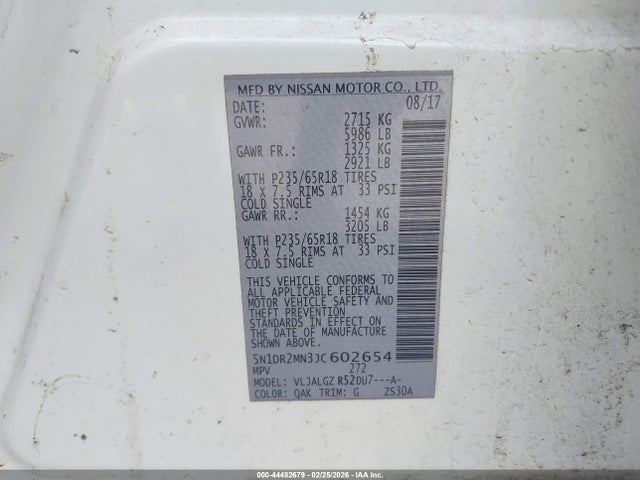 MFD BY NISSAN MOTOR CO., LTD.
DATE: 08/17
GVWR: 2715 KG
5986 LB
GAWR FR.: 1325 KG
2921 LB
WITH P235/65R18 TIRES
18 X 7.5 RIMS AT 33 PSI
COLD SINGLE
GAWR RR.: 1454 KG
3205 LB
WITH P235/65R18 TIRES
18 X 7.5 RIMS AT 33 PSI
COLD SINGLE
THIS VEHICLE CONFORMS TO
ALL APPLICABLE FEDERAL
MOTOR VEHICLE SAFETY AND
THEFT PREVENTION
STANDARDS IN EFFECT ON
THE DATE OF MANUFACTURE
SHOWN ABOVE
5N1DR2MN3JC602654
MPV 272
MODEL: VLJALGZ R52DU7---A-
COLOR: QAK TRIM: G ZS30A
000-44482679 - 02/25/2026 - IAA Inc.